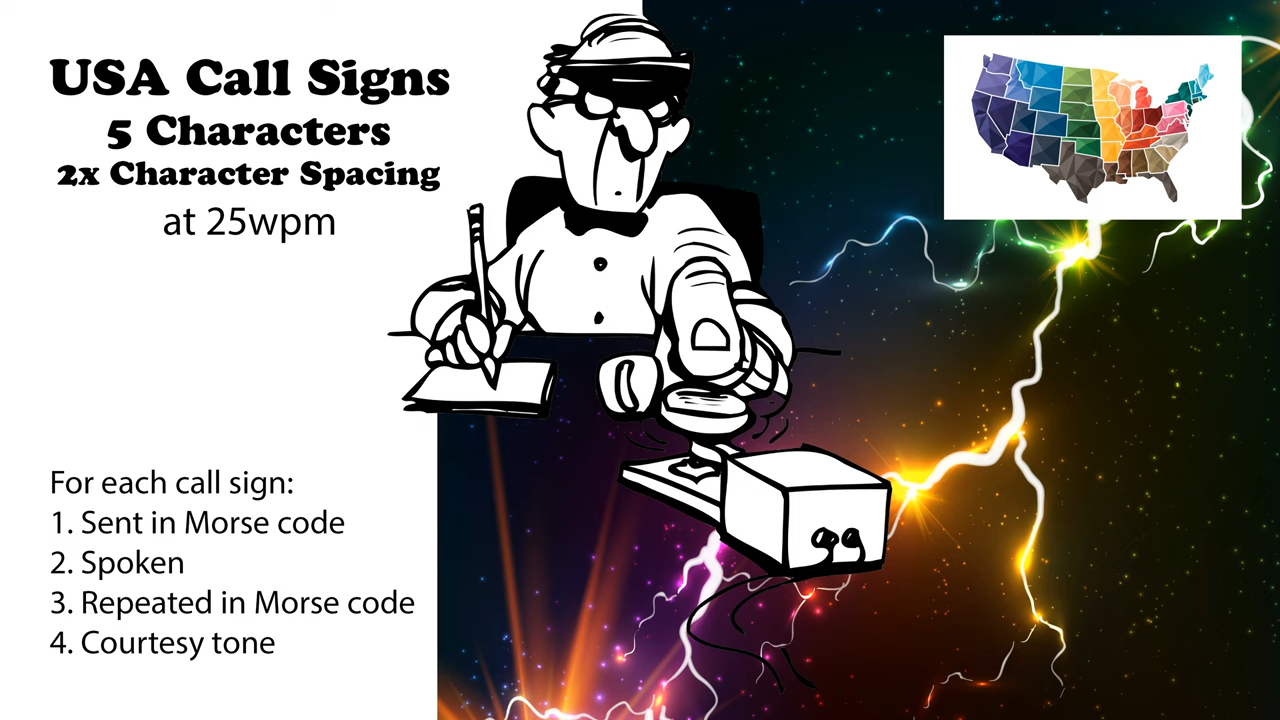 USA Call Signs
5 Characters
2x Character Spacing
at 25wpm
For each call sign:
1. Sent in Morse code
2. Spoken
3. Repeated in Morse code
4. Courtesy tone